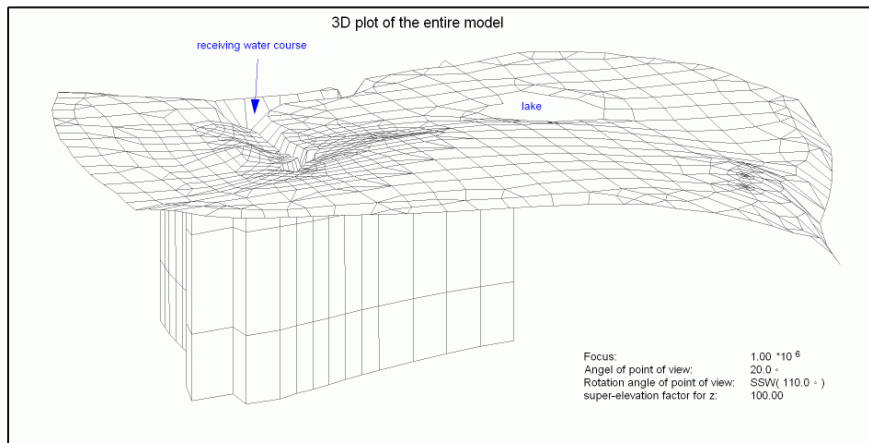 3D plot of the entire model
receiving water course
lake
Focus: 1.00 *10 6
Angel of point of view: 20.0 °
Rotation angle of point of view: SSW( 110.0 ° )
super-elevation factor for z: 100.00